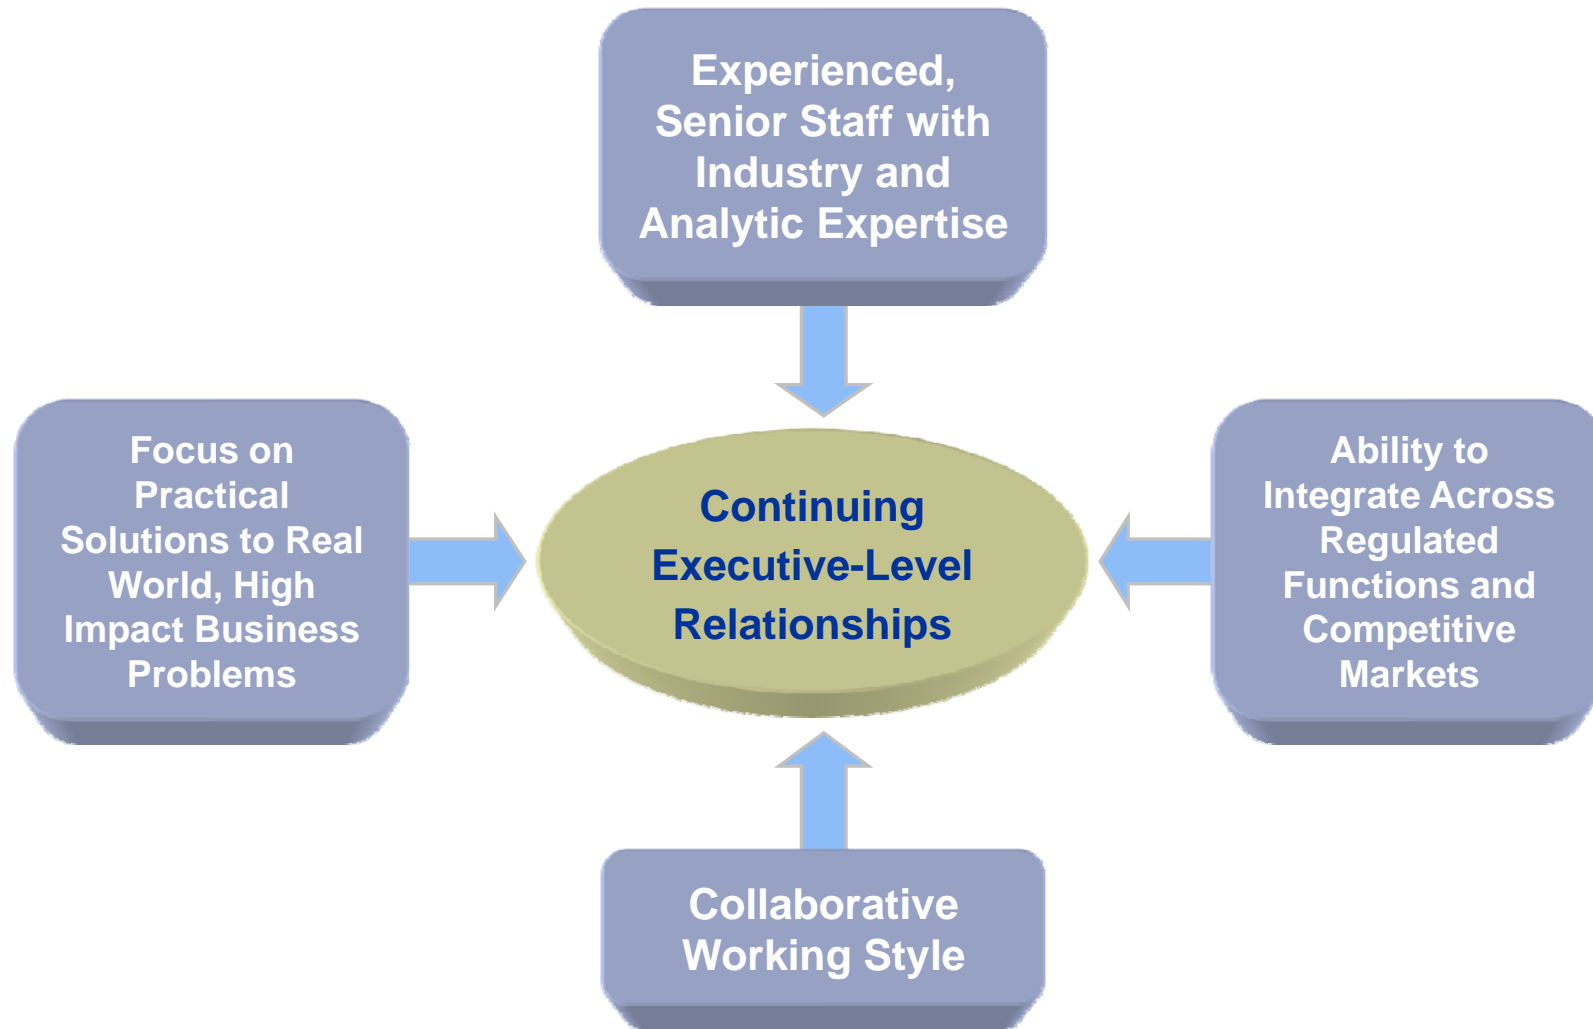 Experienced,
Senior Staff with
Industry and
Analytic Expertise
Focus on
Practical
Solutions to Real
World, High
Impact Business
Problems
Continuing
Executive-Level
Relationships
Ability to
Integrate Across
Regulated
Functions and
Competitive
Markets
Collaborative
Working Style